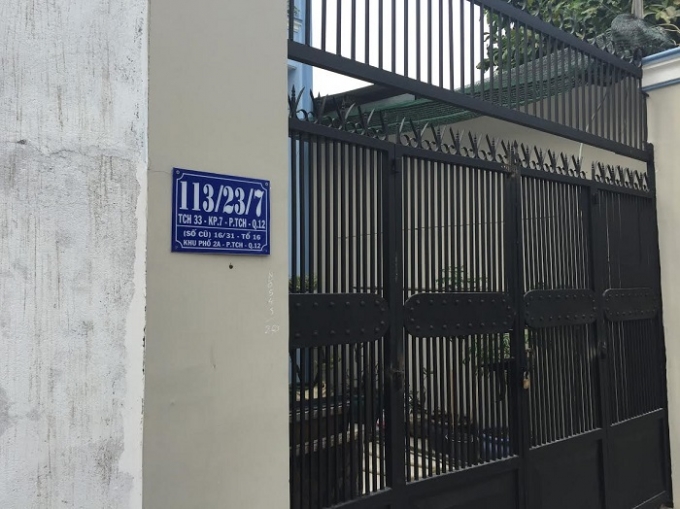 113/23/7
TCH 33 - KP.7 - P.TCH - Q.12
(SỐ CŨ) 16/31 - TỔ 16
KHU PHỐ 2A - P.TCH - Q.12